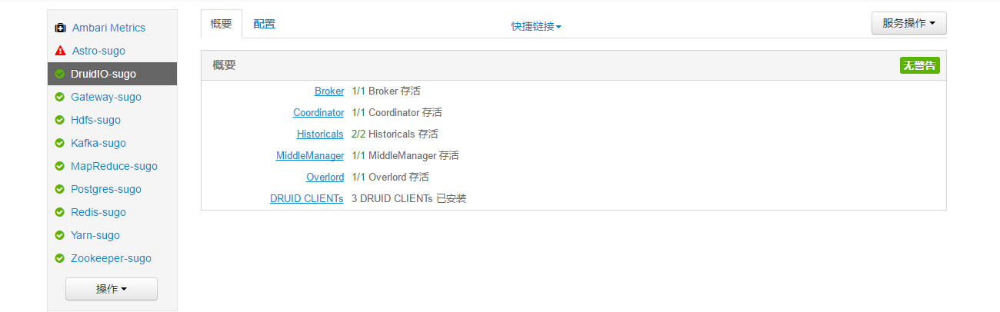 Ambari Metrics
Astro-sugo
DruidIO-sugo
Gateway-sugo
Hdfs-sugo
Kafka-sugo
MapReduce-sugo
Postgres-sugo
Redis-sugo
Yarn-sugo
Zookeeper-sugo
操作
概要 配置 快捷链接 服务操作
概要 无警告
Broker 1/1 Broker 存活
Coordinator 1/1 Coordinator 存活
Historicals 2/2 Historicals 存活
MiddleManager 1/1 MiddleManager 存活
Overlord 1/1 Overlord 存活
DRUID CLIENTs 3 DRUID CLIENTs 已安装